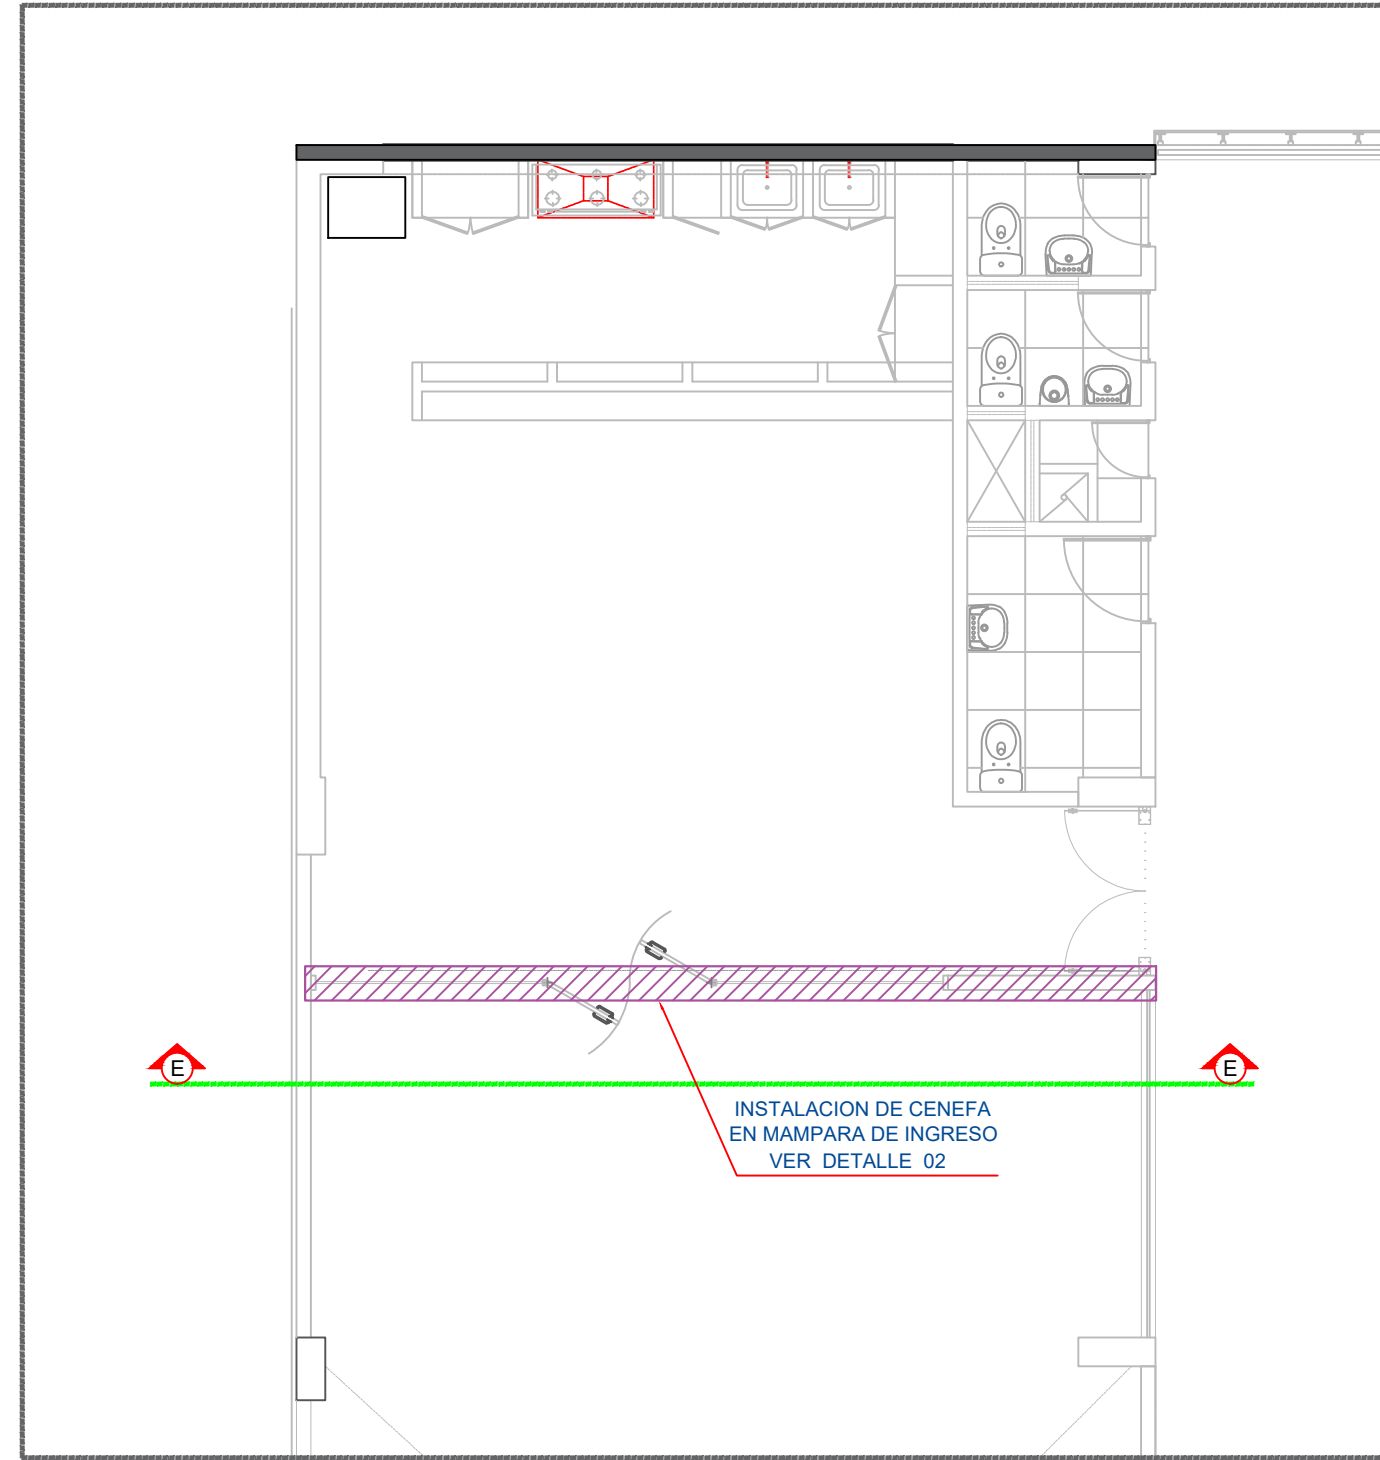 E
E
INSTALACION DE CENEFA
EN MAMPARA DE INGRESO
VER DETALLE 02